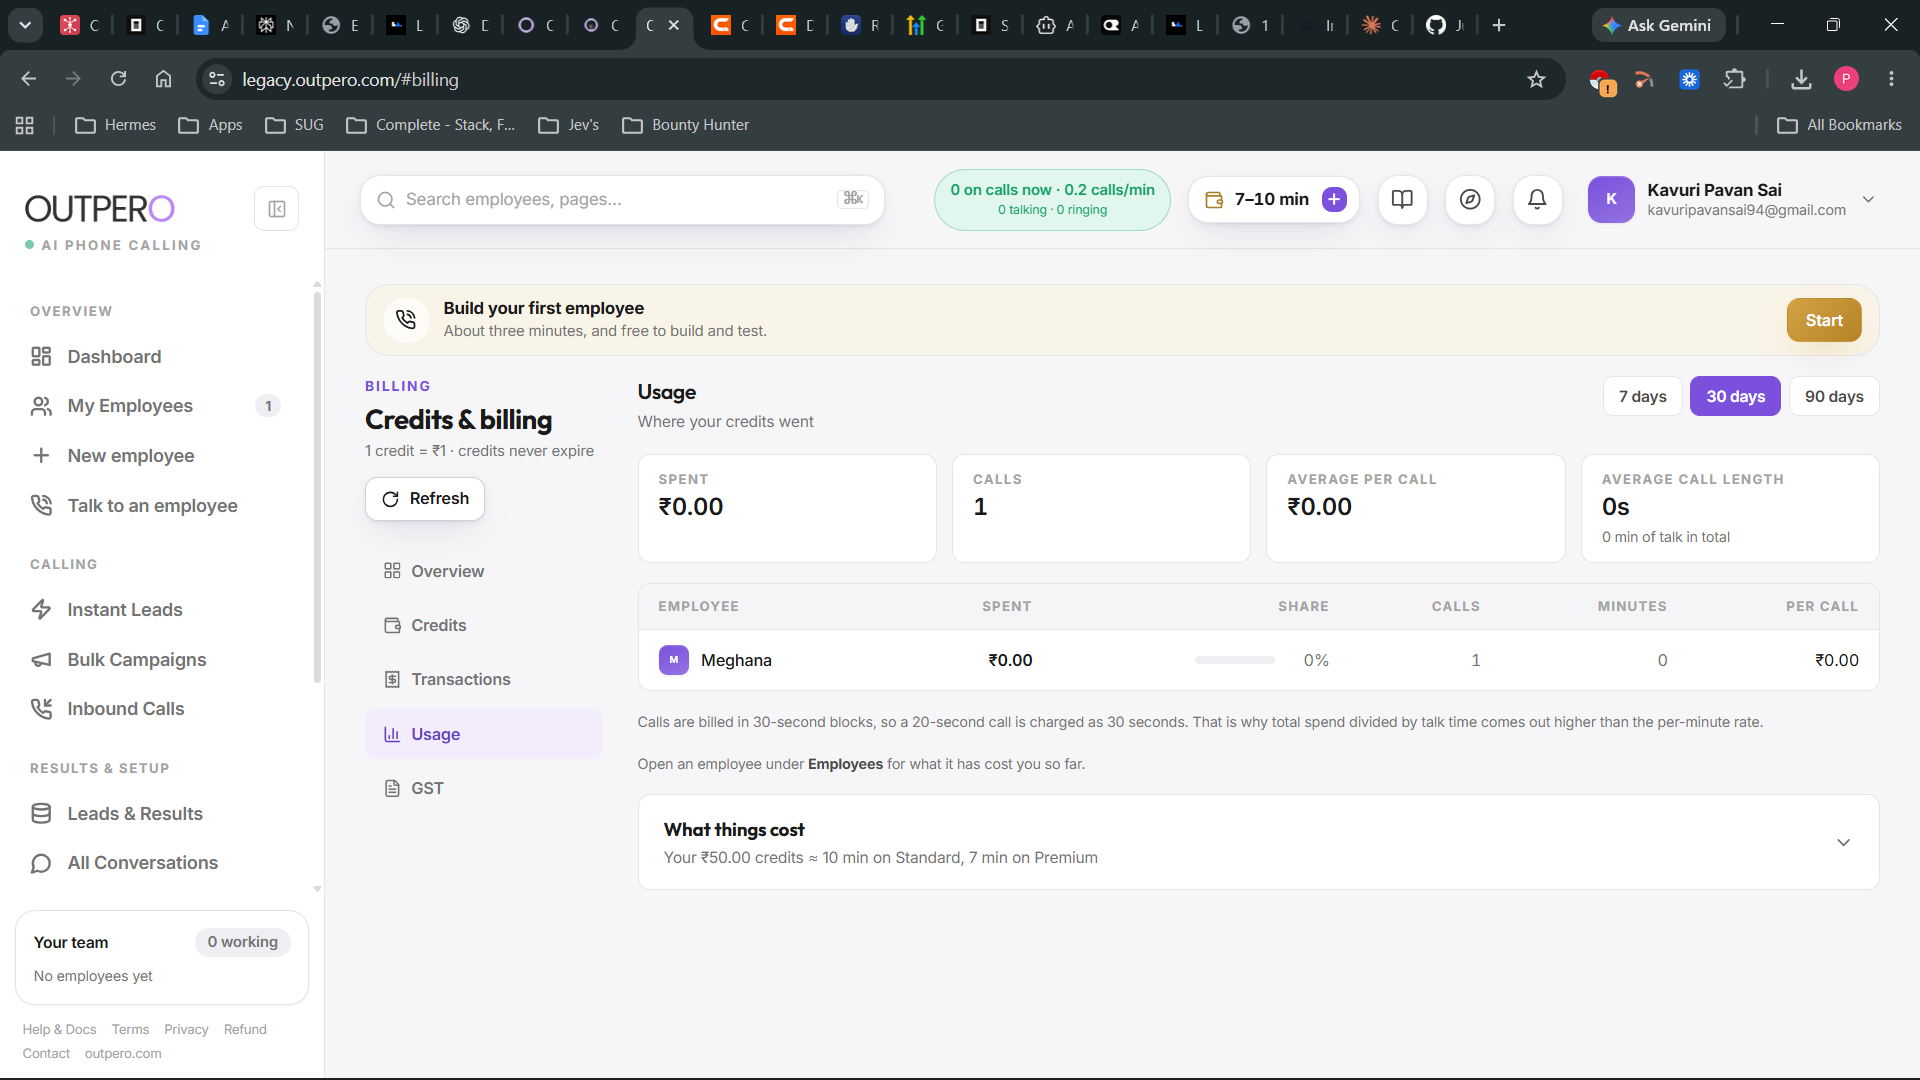 C
C
A
N
E
L
D
C
C
C
C
D
R
C
S
A
A
L
1
Ir
C
Ju
Ask Gemini
legacy.outpero.com/#billing
P
Hermes
Apps
SUG
Complete - Stack, F...
Jev's
Bounty Hunter
All Bookmarks
OUTPERO
AI PHONE CALLING
OVERVIEW
Dashboard
My Employees
1
New employee
Talk to an employee
CALLING
Instant Leads
Bulk Campaigns
Inbound Calls
RESULTS & SETUP
Leads & Results
All Conversations
Your team
0 working
No employees yet
Help & Docs
Terms
Privacy
Refund
Contact
outpero.com
Search employees, pages...
⌘K
0 on calls now · 0.2 calls/min
0 talking · 0 ringing
7–10 min
K
Kavuri Pavan Sai
kavuripavansai94@gmail.com
Build your first employee
About three minutes, and free to build and test.
Start
BILLING
Credits & billing
1 credit = ₹1 · credits never expire
Refresh
Overview
Credits
Transactions
Usage
GST
Usage
Where your credits went
7 days
30 days
90 days
SPENT
₹0.00
CALLS
1
AVERAGE PER CALL
₹0.00
AVERAGE CALL LENGTH
0s
0 min of talk in total
EMPLOYEE SPENT SHARE CALLS MINUTES PER CALL
M Meghana ₹0.00 0% 1 0 ₹0.00
Calls are billed in 30-second blocks, so a 20-second call is charged as 30 seconds. That is why total spend divided by talk time comes out higher than the per-minute rate.
Open an employee under Employees for what it has cost you so far.
What things cost
Your ₹50.00 credits ≈ 10 min on Standard, 7 min on Premium